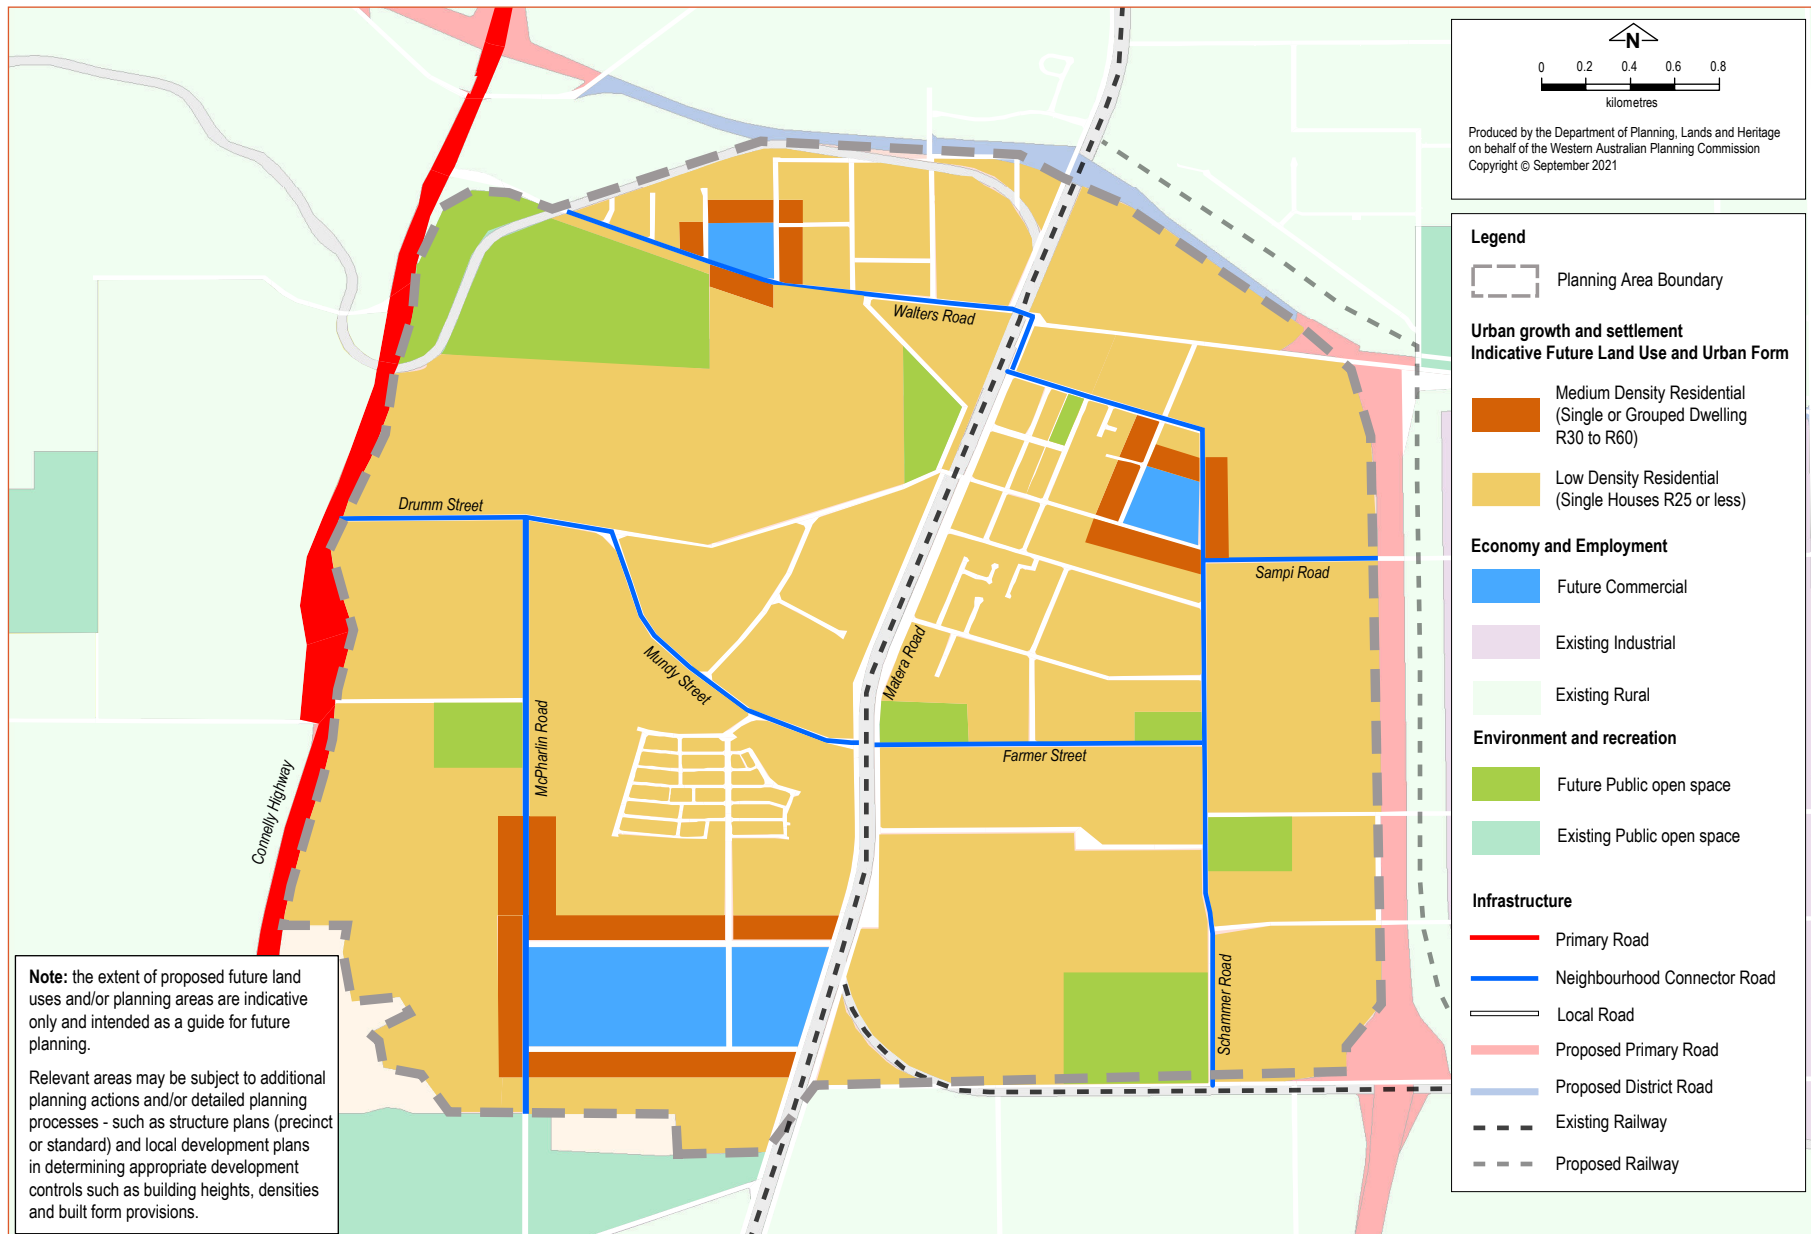 N
0 0.2 0.4 0.6 0.8
kilometres
Produced by the Department of Planning, Lands and Heritage
on behalf of the Western Australian Planning Commission
Copyright © September 2021
Legend
Planning Area Boundary
Urban growth and settlement
Indicative Future Land Use and Urban Form
Medium Density Residential
(Single or Grouped Dwelling
R30 to R60)
Low Density Residential
(Single Houses R25 or less)
Economy and Employment
Future Commercial
Existing Industrial
Existing Rural
Environment and recreation
Future Public open space
Existing Public open space
Infrastructure
Primary Road
Neighbourhood Connector Road
Local Road
Proposed Primary Road
Proposed District Road
Existing Railway
Proposed Railway
Walters Road
Drumm Street
Sampi Road
Mundy Street
Matera Road
McPharlin Road
Farmer Street
Connelly Highway
Schammer Road
Note: the extent of proposed future land
uses and/or planning areas are indicative
only and intended as a guide for future
planning.
Relevant areas may be subject to additional
planning actions and/or detailed planning
processes - such as structure plans (precinct
or standard) and local development plans
in determining appropriate development
controls such as building heights, densities
and built form provisions.